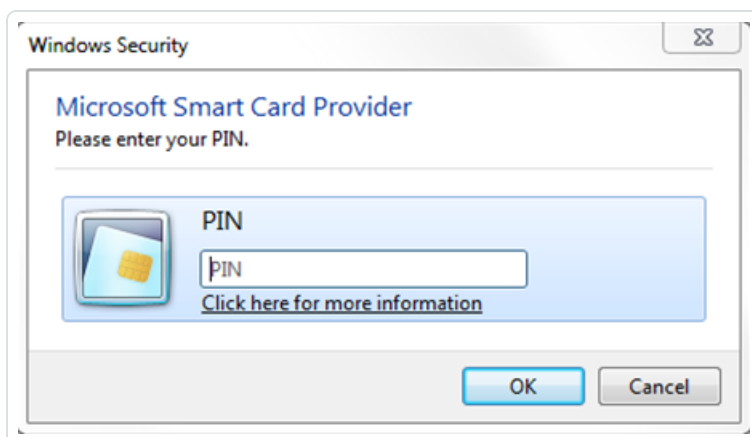 Windows Security
Microsoft Smart Card Provider
Please enter your PIN.
PIN
PIN
Click here for more information
OK
Cancel